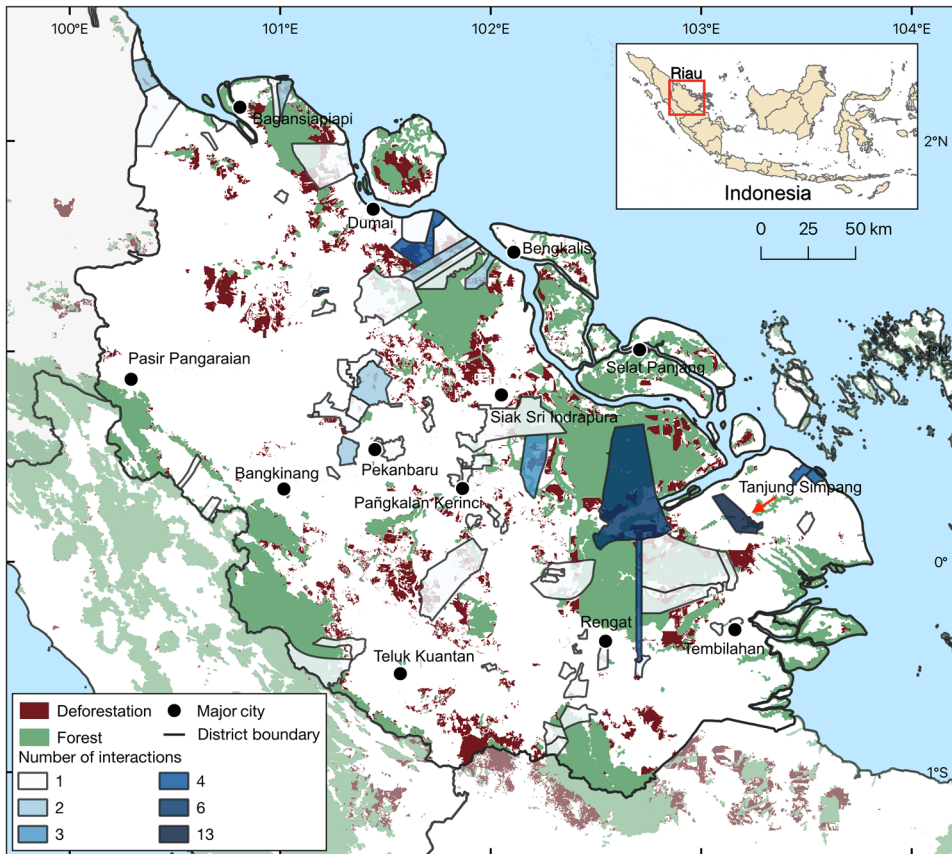 100°E 101°E 102°E 103°E 104°E
Riau
Indonesia
2°N
0 25 50 km
Bagansiapiapi
Dumai
Bengkalis
Pasir Pangaraian
Selat Panjang
Siak Sri Indrapura
Bangkinang
Pekanbaru
Pañgkalan Kerinci
Tanjung Simpang
0°
Rengat
Tembilahan
Teluk Kuantan
1°S
Deforestation
Major city
Forest
District boundary
Number of interactions
1 4
2 6
3 13